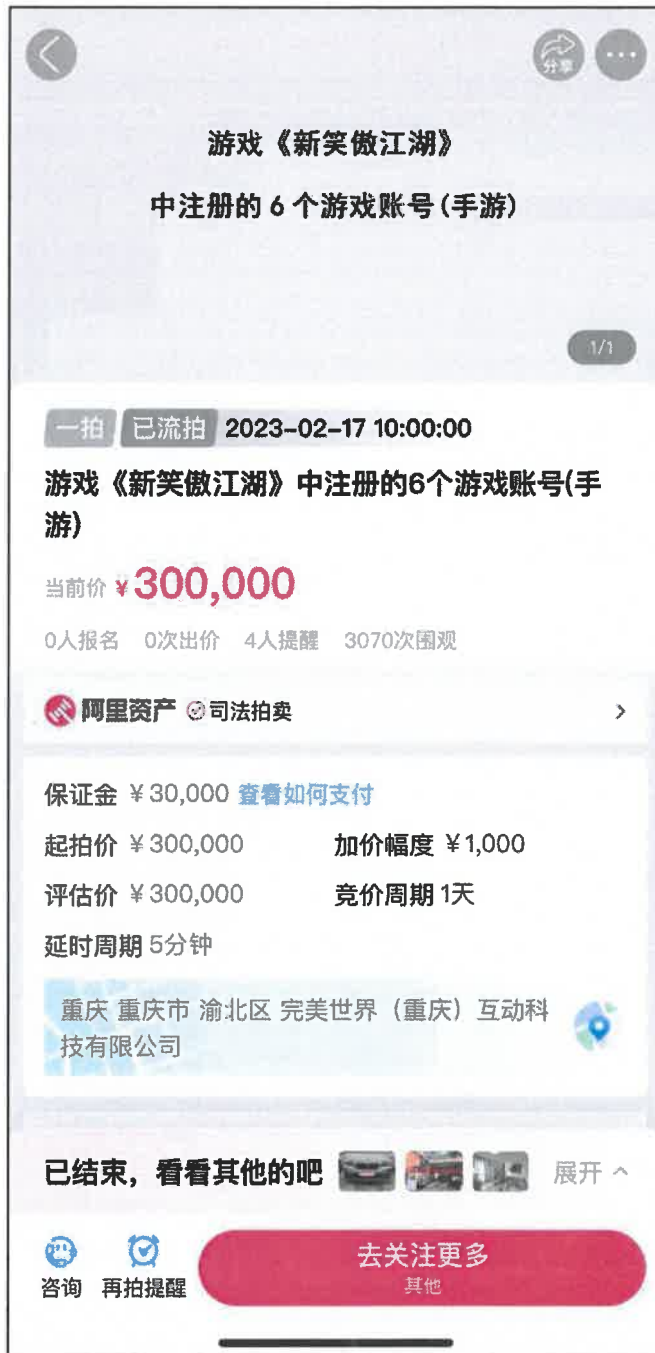 分享
游戏《新笑傲江湖》
中注册的 6 个游戏账号(手游)
1/1
一拍 已流拍 2023-02-17 10:00:00
游戏《新笑傲江湖》中注册的6个游戏账号(手
游)
当前价 ¥300,000
0人报名 0次出价 4人提醒 3070次围观
阿里资产 司法拍卖
保证金 ¥30,000 查看如何支付
起拍价 ¥300,000 加价幅度 ¥1,000
评估价 ¥300,000 竞价周期 1天
延时周期 5分钟
重庆 重庆市 渝北区 完美世界（重庆）互动科
技有限公司
已结束，看看其他的吧 展开
咨询 再拍提醒 去关注更多
其他